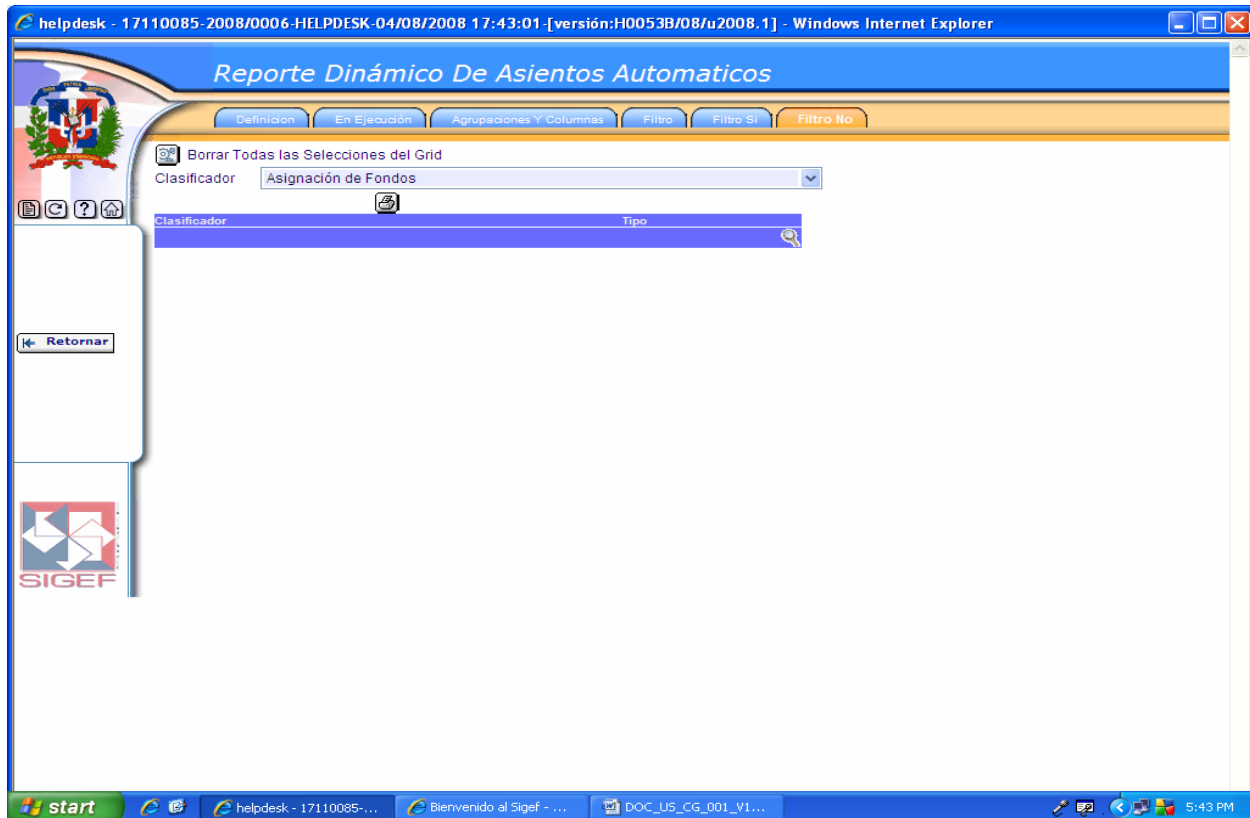 helpdesk - 17110085-2008/0006-HELPDESK-04/08/2008 17:43:01-[versión:H0053B/08/u2008.1] - Windows Internet Explorer
Reporte Dinámico De Asientos Automaticos
Definicion En Ejecución Agrupaciones Y Columnas Filtro Filtro Si Filtro No
Borrar Todas las Selecciones del Grid
Clasificador Asignación de Fondos
Clasificador Tipo
Retornar
SIGEF
start helpdesk - 17110085-... Bienvenido al Sigef - ... DOC_US_CG_001_V1... 5:43 PM